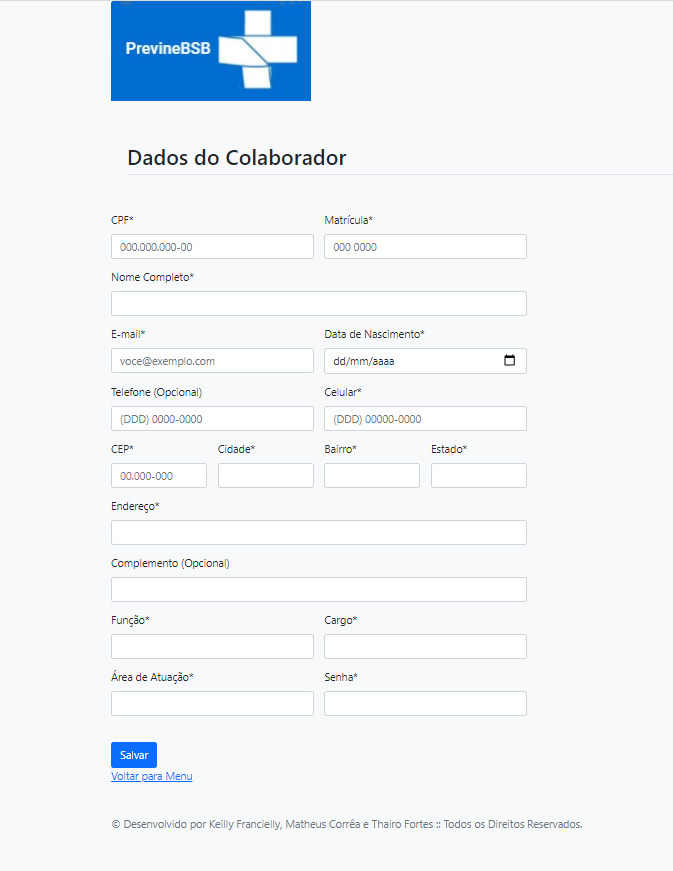 PrevineBSB
Dados do Colaborador
CPF* Matrícula*
000.000.000-00 000 0000
Nome Completo*
E-mail* Data de Nascimento*
voce@exemplo.com dd/mm/aaaa
Telefone (Opcional) Celular*
(DDD) 0000-0000 (DDD) 00000-0000
CEP* Cidade* Bairro* Estado*
00.000-000
Endereço*
Complemento (Opcional)
Função* Cargo*
Área de Atuação* Senha*
Salvar
Voltar para Menu
© Desenvolvido por Keilly Francielly, Matheus Corrêa e Thairo Fortes :: Todos os Direitos Reservados.